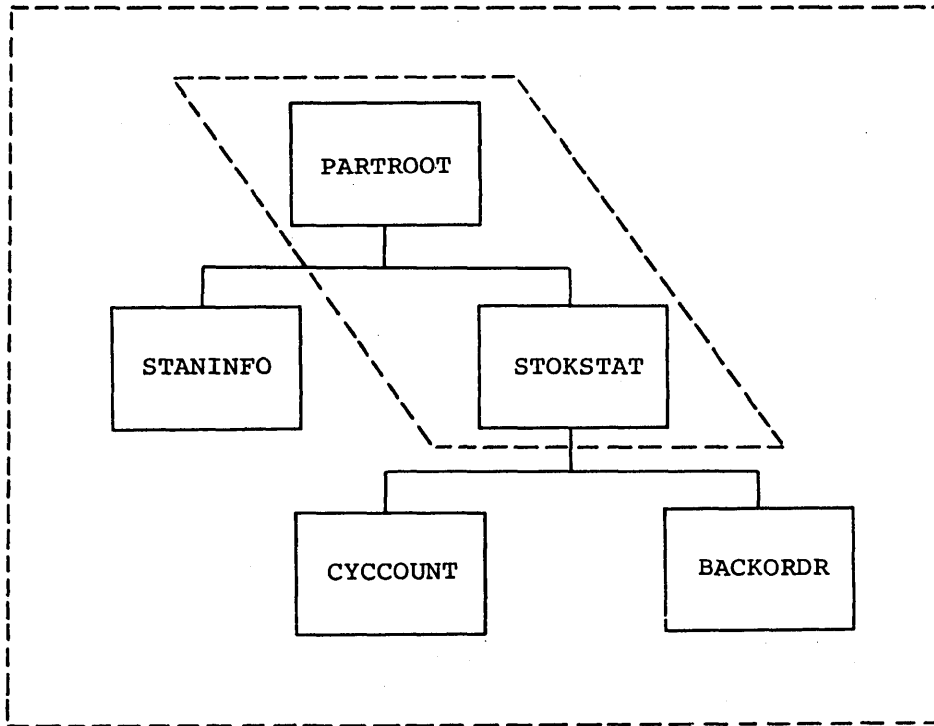 PARTROOT
STANINFO
STOKSTAT
CYCCOUNT
BACKORDR